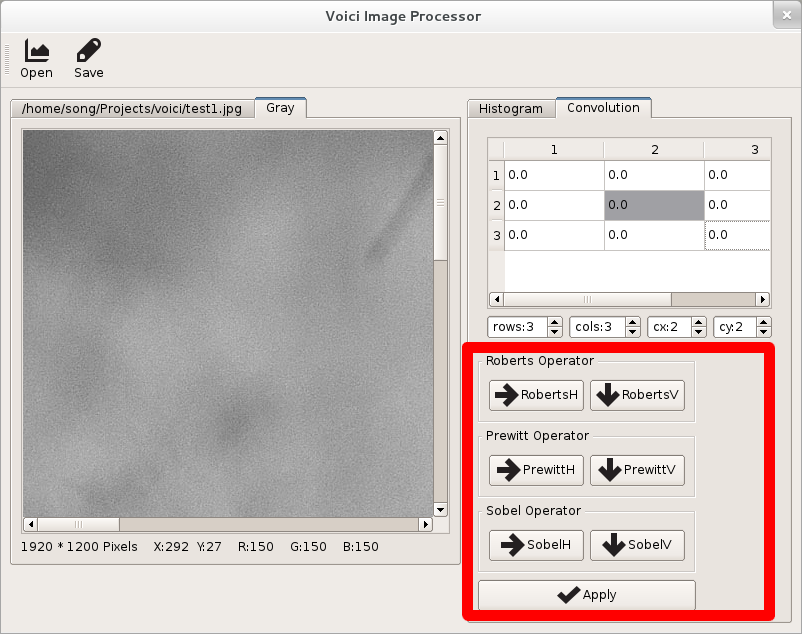 Voici Image Processor
Open Save
/home/song/Projects/voici/test1.jpg Gray
Histogram Convolution
1 2 3
1 0.0 0.0 0.0
2 0.0 0.0 0.0
3 0.0 0.0 0.0
rows:3 cols:3 cx:2 cy:2
Roberts Operator
RobertsH RobertsV
Prewitt Operator
PrewittH PrewittV
Sobel Operator
SobelH SobelV
Apply
1920 * 1200 Pixels X:292 Y:27 R:150 G:150 B:150